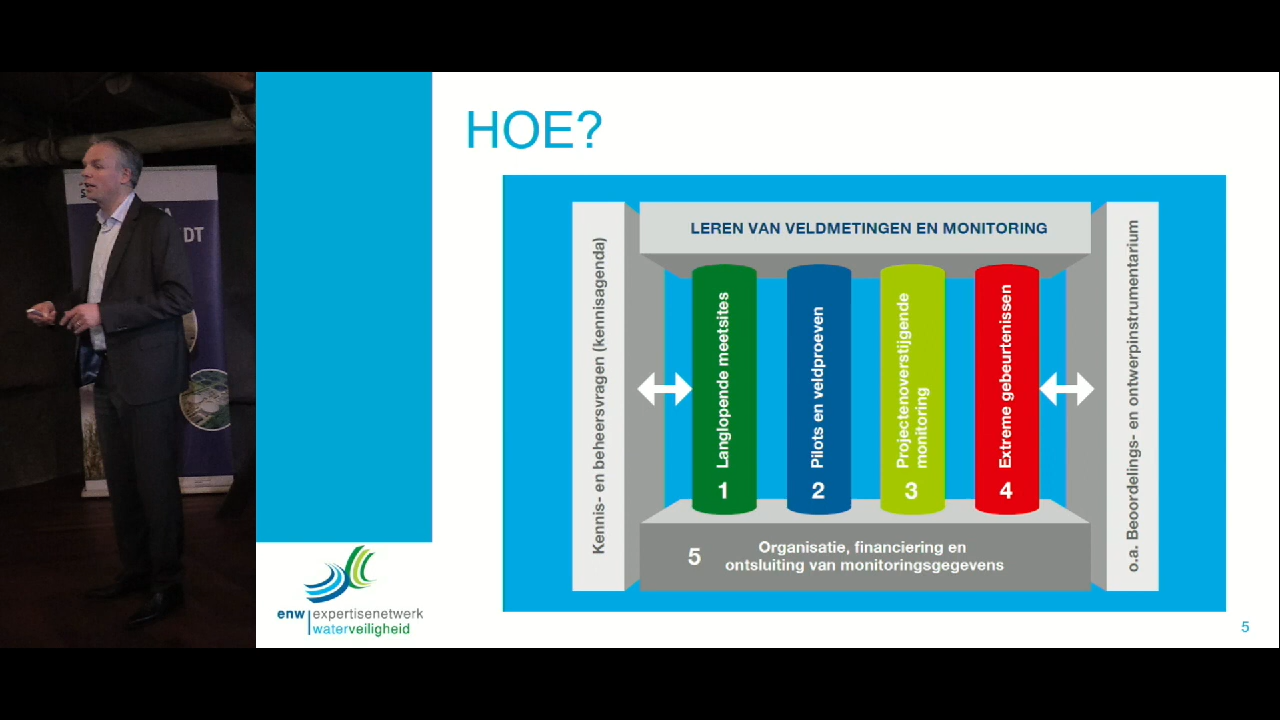 HOE?
LEREN VAN VELDMETINGEN EN MONITORING
Kennis- en beheersvragen (kennisagenda)
Langlopende meetsites
1
Pilots en veldproeven
2
Projectenoverstijgende
monitoring
3
Extreme gebeurtenissen
4
o.a. Beoordelings- en ontwerpinstrumentarium
5
Organisatie, financiering en
ontsluiting van monitoringsgegevens
enw expertisenetwerk
waterveiligheid
5
DT